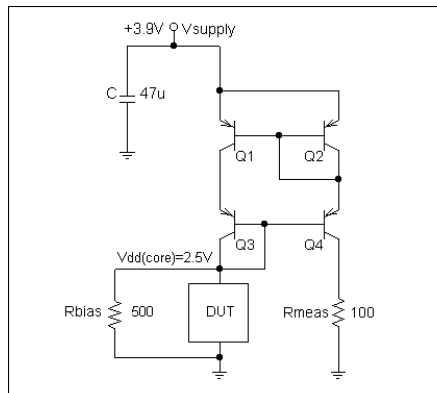 +3.9V Vsupply
C 47u
Q1 Q2
Q3 Q4
Vdd(core)=2.5V
Rbias 500 DUT Rmeas 100